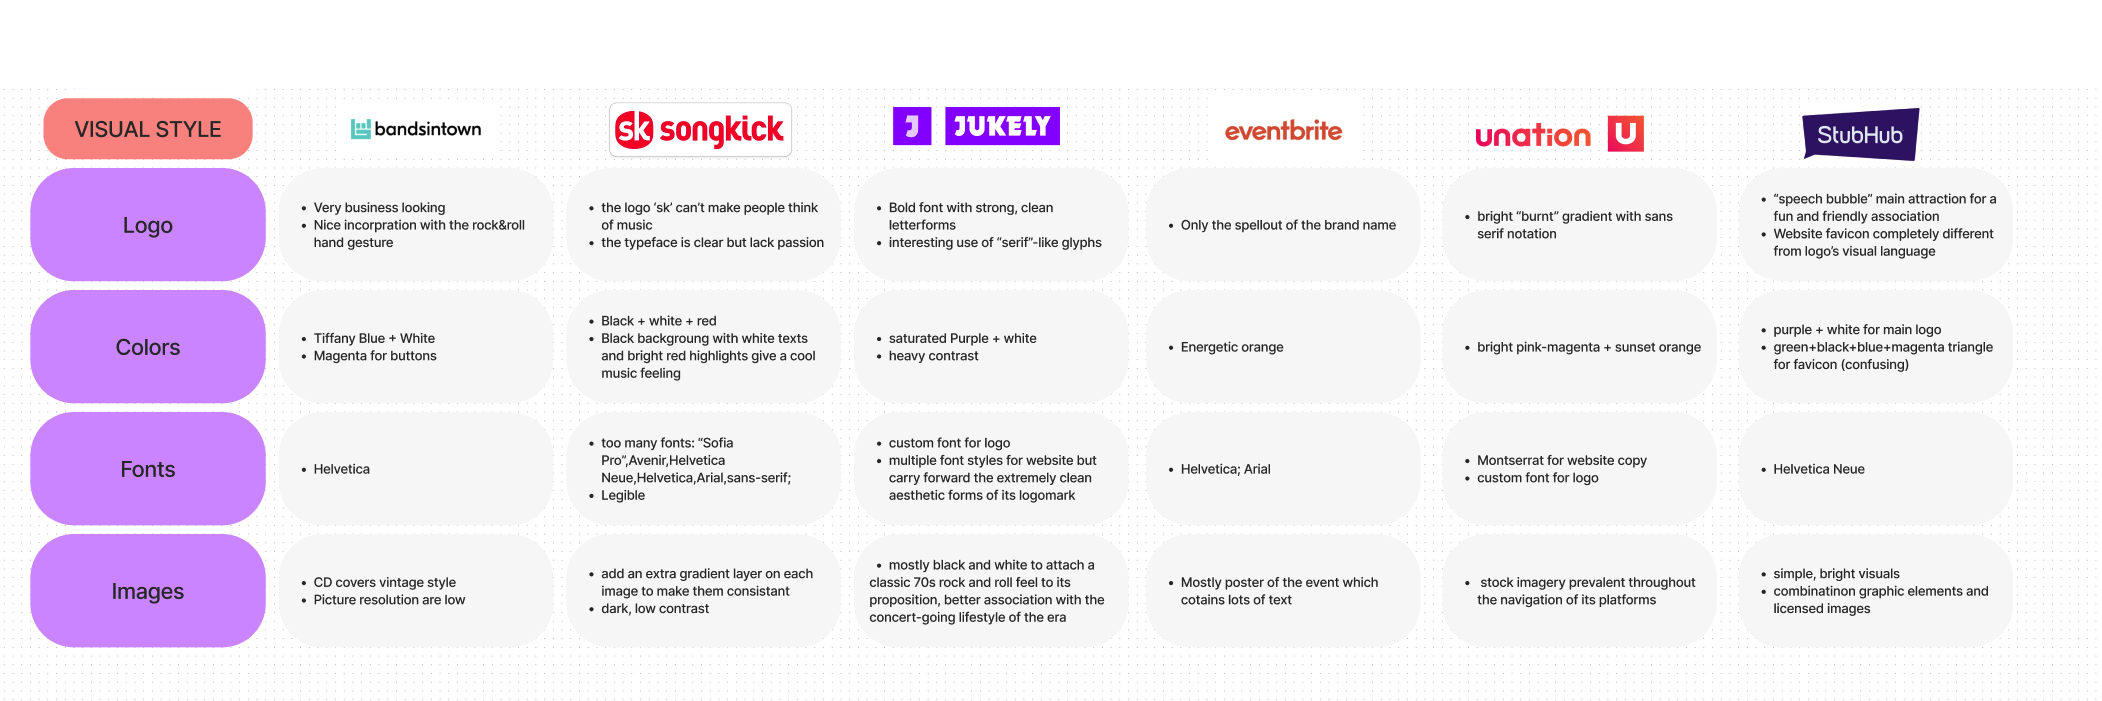 VISUAL STYLE
bandsintown
sk songkick
J JUKELY
eventbrite
unation U
StubHub
Logo
• Very business looking
• Nice incorpration with the rock&roll
hand gesture
• the logo ‘sk’ can’t make people think
of music
• the typeface is clear but lack passion
• Bold font with strong, clean
letterforms
• interesting use of “serif”-like glyphs
• Only the spellout of the brand name
• bright “burnt” gradient with sans
serif notation
• “speech bubble” main attraction for a
fun and friendly association
• Website favicon completely different
from logo’s visual language
Colors
• Tiffany Blue + White
• Magenta for buttons
• Black + white + red
• Black backgroung with white texts
and bright red highlights give a cool
music feeling
• saturated Purple + white
• heavy contrast
• Energetic orange
• bright pink-magenta + sunset orange
• purple + white for main logo
• green+black+blue+magenta triangle
for favicon (confusing)
Fonts
• Helvetica
• too many fonts: “Sofia
Pro”,Avenir,Helvetica
Neue,Helvetica,Arial,sans-serif;
• Legible
• custom font for logo
• multiple font styles for website but
carry forward the extremely clean
aesthetic forms of its logomark
• Helvetica; Arial
• Montserrat for website copy
• custom font for logo
• Helvetica Neue
Images
• CD covers vintage style
• Picture resolution are low
• add an extra gradient layer on each
image to make them consistant
• dark, low contrast
• mostly black and white to attach a
classic 70s rock and roll feel to its
proposition, better association with the
concert-going lifestyle of the era
• Mostly poster of the event which
cotains lots of text
• stock imagery prevalent throughout
the navigation of its platforms
• simple, bright visuals
• combinatinon graphic elements and
licensed images